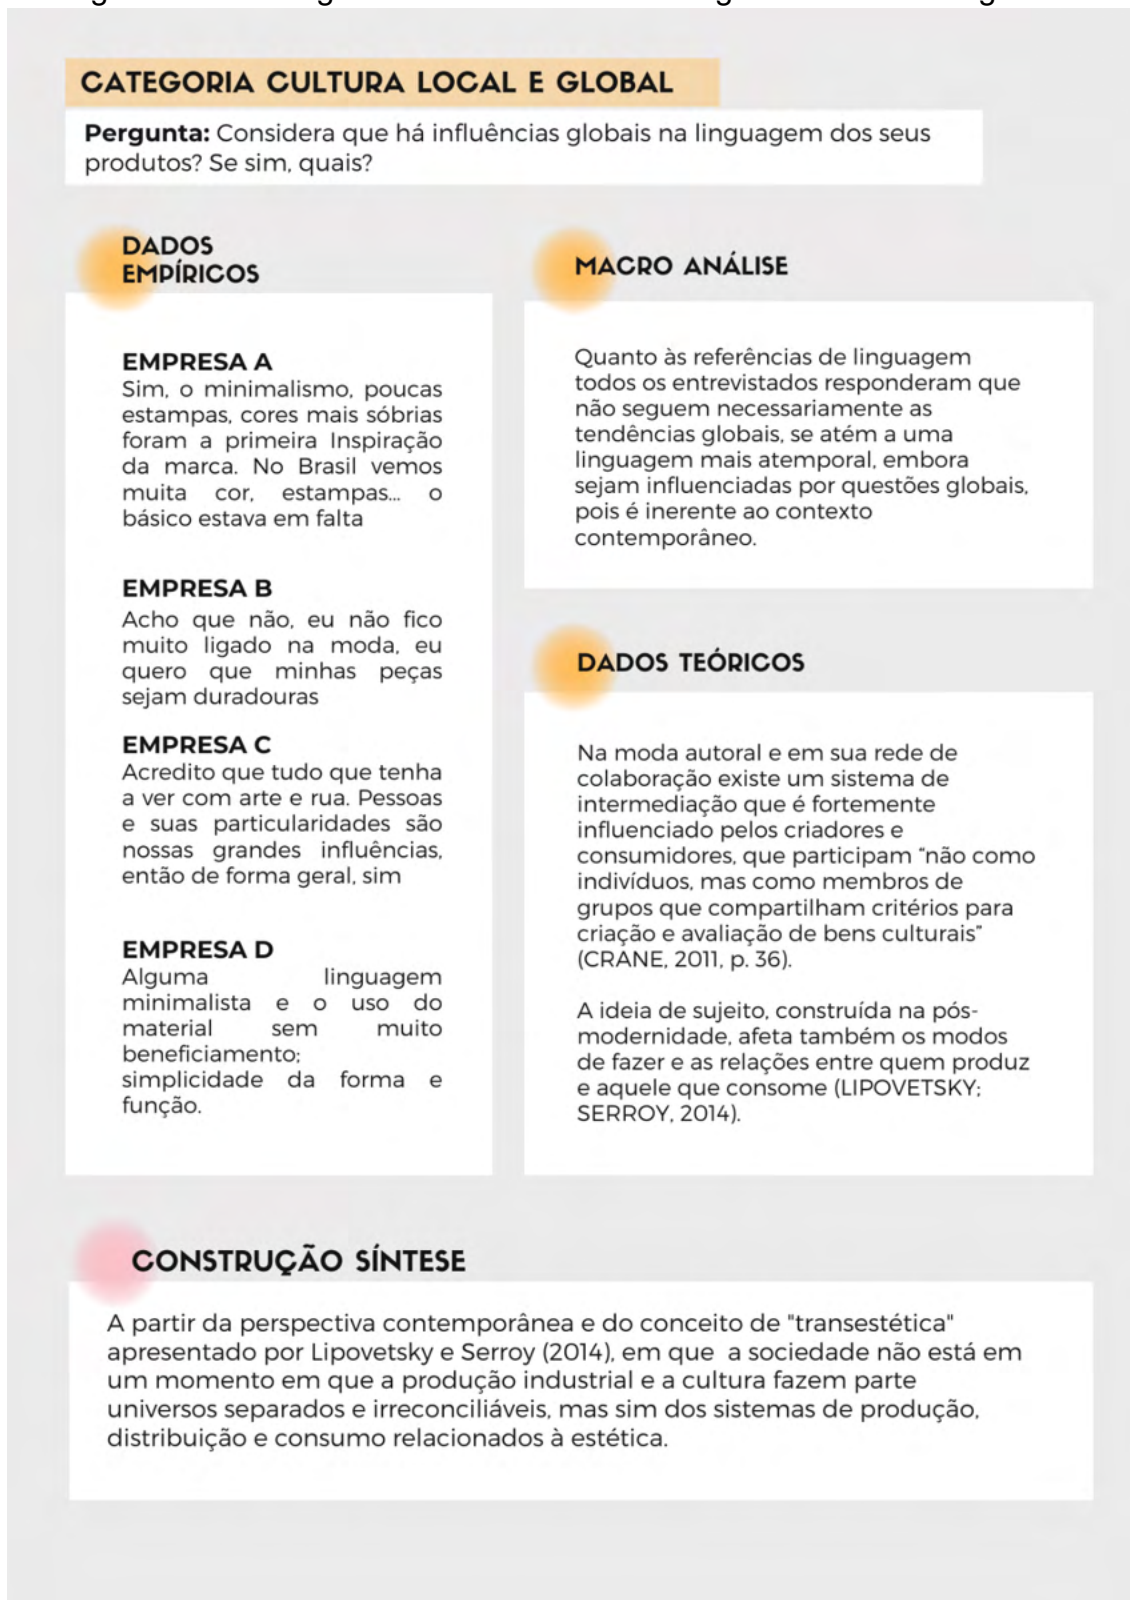 CATEGORIA CULTURA LOCAL E GLOBAL
Pergunta: Considera que há influências globais na linguagem dos seus
produtos? Se sim, quais?
DADOS
EMPÍRICOS
EMPRESA A
Sim, o minimalismo, poucas
estampas, cores mais sóbrias
foram a primeira Inspiração
da marca. No Brasil vemos
muita cor, estampas... o
básico estava em falta
EMPRESA B
Acho que não, eu não fico
muito ligado na moda, eu
quero que minhas peças
sejam duradouras
EMPRESA C
Acredito que tudo que tenha
a ver com arte e rua. Pessoas
e suas particularidades são
nossas grandes influências,
então de forma geral, sim
EMPRESA D
Alguma linguagem
minimalista e o uso do
material sem muito
beneficiamento;
simplicidade da forma e
função.
MACRO ANÁLISE
Quanto às referências de linguagem
todos os entrevistados responderam que
não seguem necessariamente as
tendências globais, se atém a uma
linguagem mais atemporal, embora
sejam influenciadas por questões globais,
pois é inerente ao contexto
contemporâneo.
DADOS TEÓRICOS
Na moda autoral e em sua rede de
colaboração existe um sistema de
intermediação que é fortemente
influenciado pelos criadores e
consumidores, que participam “não como
indivíduos, mas como membros de
grupos que compartilham critérios para
criação e avaliação de bens culturais”
(CRANE, 2011, p. 36).
A ideia de sujeito, construída na pós-
modernidade, afeta também os modos
de fazer e as relações entre quem produz
e aquele que consome (LIPOVETSKY;
SERROY, 2014).
CONSTRUÇÃO SÍNTESE
A partir da perspectiva contemporânea e do conceito de "transestética"
apresentado por Lipovetsky e Serroy (2014), em que a sociedade não está em
um momento em que a produção industrial e a cultura fazem parte
universos separados e irreconciliáveis, mas sim dos sistemas de produção,
distribuição e consumo relacionados à estética.